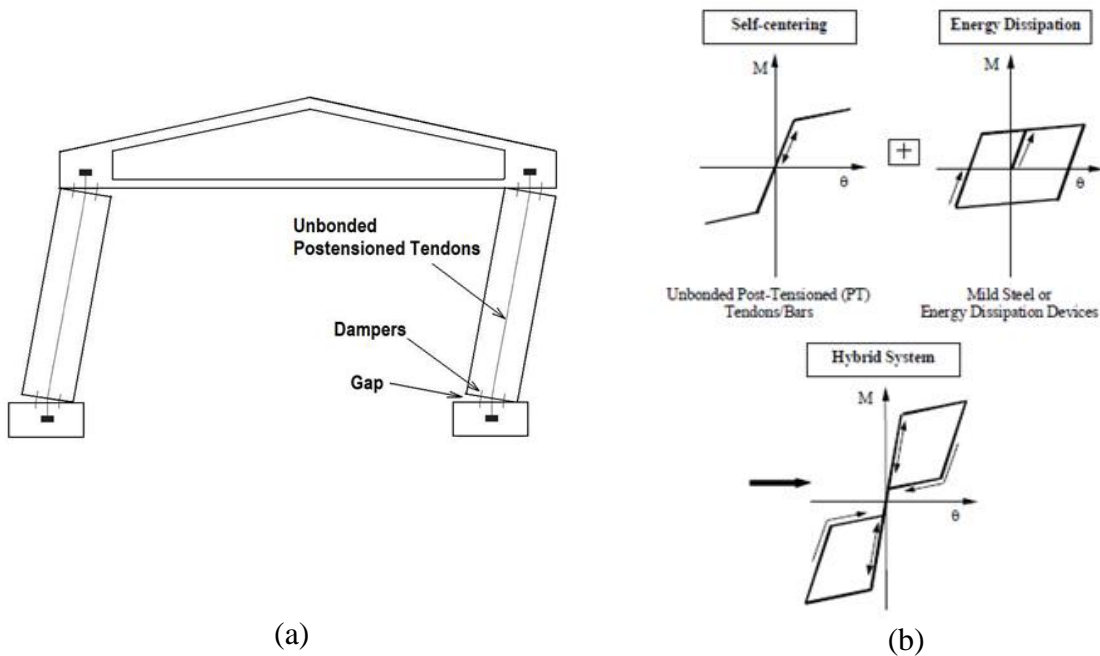 Unbonded
Postensioned Tendons
Dampers
Gap
(a)
Self-centering
Energy Dissipation
M
M
θ
+
θ
Unbonded Post-Tensioned (PT)
Tendons/Bars
Mild Steel or
Energy Dissipation Devices
Hybrid System
M
θ
(b)